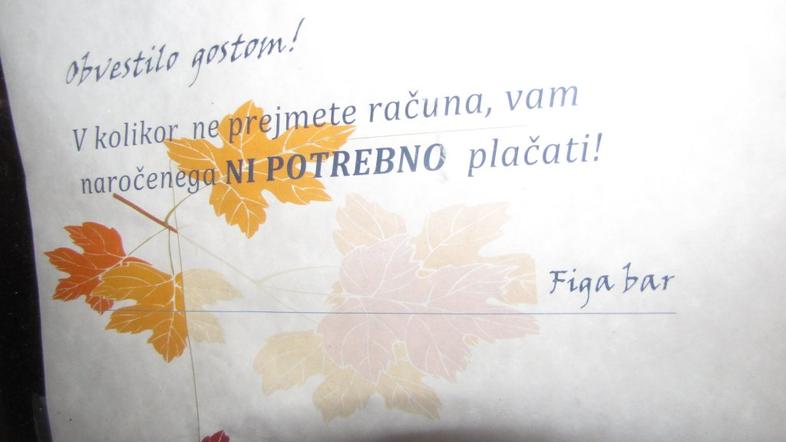 Obvestilo gostom!
V kolikor ne prejmete računa, vam
naročenega NI POTREBNO plačati!
Figa bar